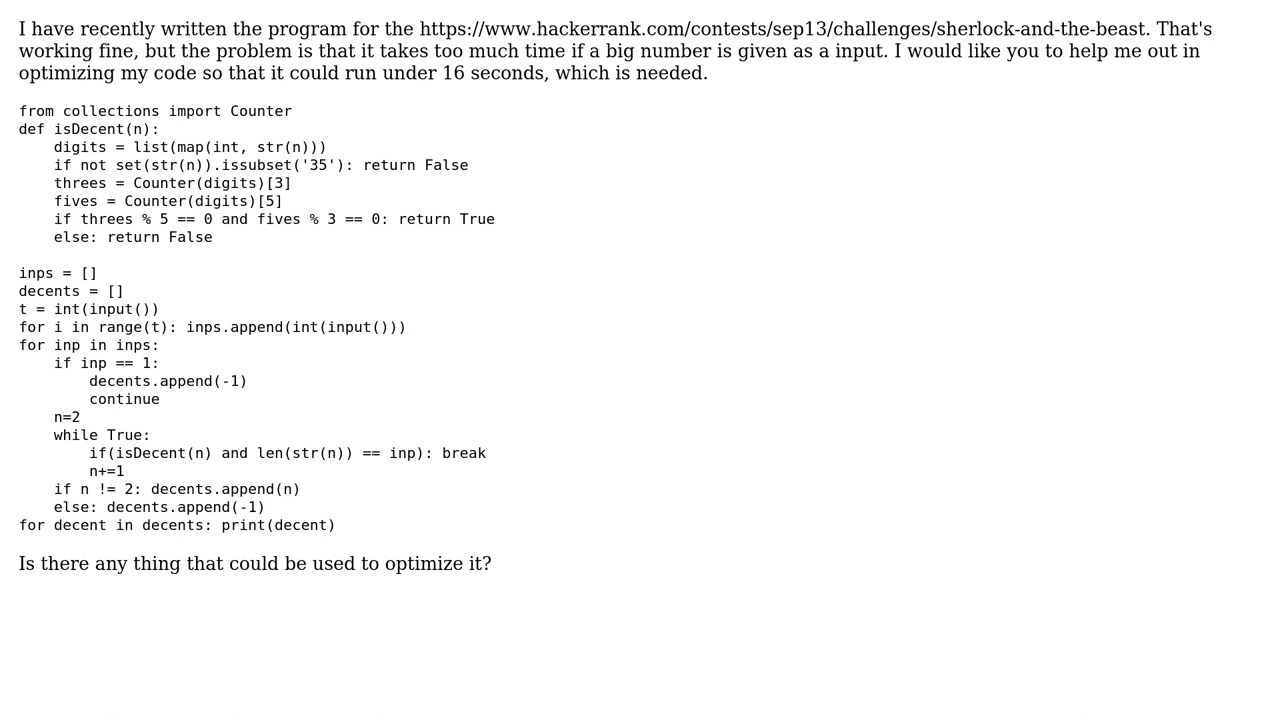 I have recently written the program for the https://www.hackerrank.com/contests/sep13/challenges/sherlock-and-the-beast. That's
working fine, but the problem is that it takes too much time if a big number is given as a input. I would like you to help me out in
optimizing my code so that it could run under 16 seconds, which is needed.
from collections import Counter
def isDecent(n):
    digits = list(map(int, str(n)))
    if not set(str(n)).issubset('35'): return False
    threes = Counter(digits)[3]
    fives = Counter(digits)[5]
    if threes % 5 == 0 and fives % 3 == 0: return True
    else: return False

inps = []
decents = []
t = int(input())
for i in range(t): inps.append(int(input()))
for inp in inps:
    if inp == 1:
        decents.append(-1)
        continue
    n=2
    while True:
        if(isDecent(n) and len(str(n)) == inp): break
        n+=1
    if n != 2: decents.append(n)
    else: decents.append(-1)
for decent in decents: print(decent)
Is there any thing that could be used to optimize it?